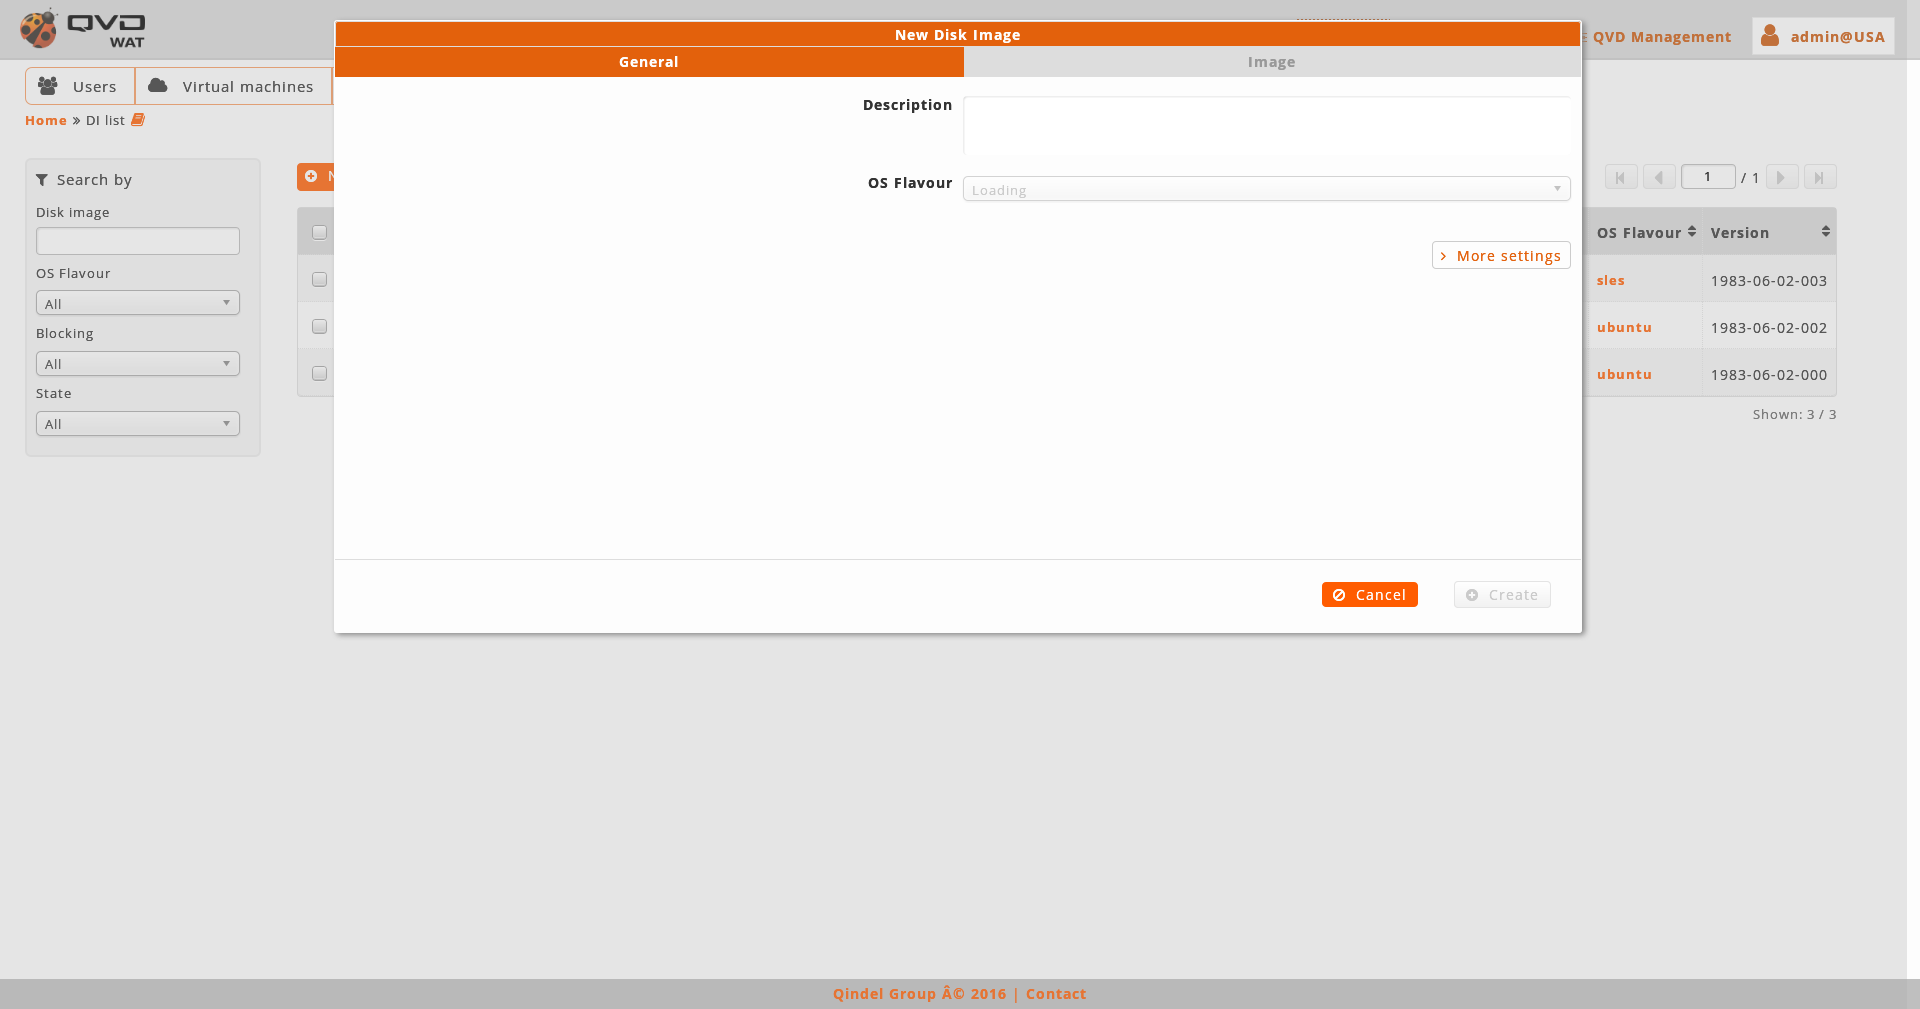 QVD
WAT
QVD Management
admin@USA
Users
Virtual machines
Home » DI list
New Disk Image
General
Image
Description
OS Flavour
Loading
More settings
Cancel
Create
Search by
Disk image
OS Flavour
All
Blocking
All
State
All
1 / 1
OS Flavour
Version
sles
1983-06-02-003
ubuntu
1983-06-02-002
ubuntu
1983-06-02-000
Shown: 3 / 3
Qindel Group Â© 2016 | Contact